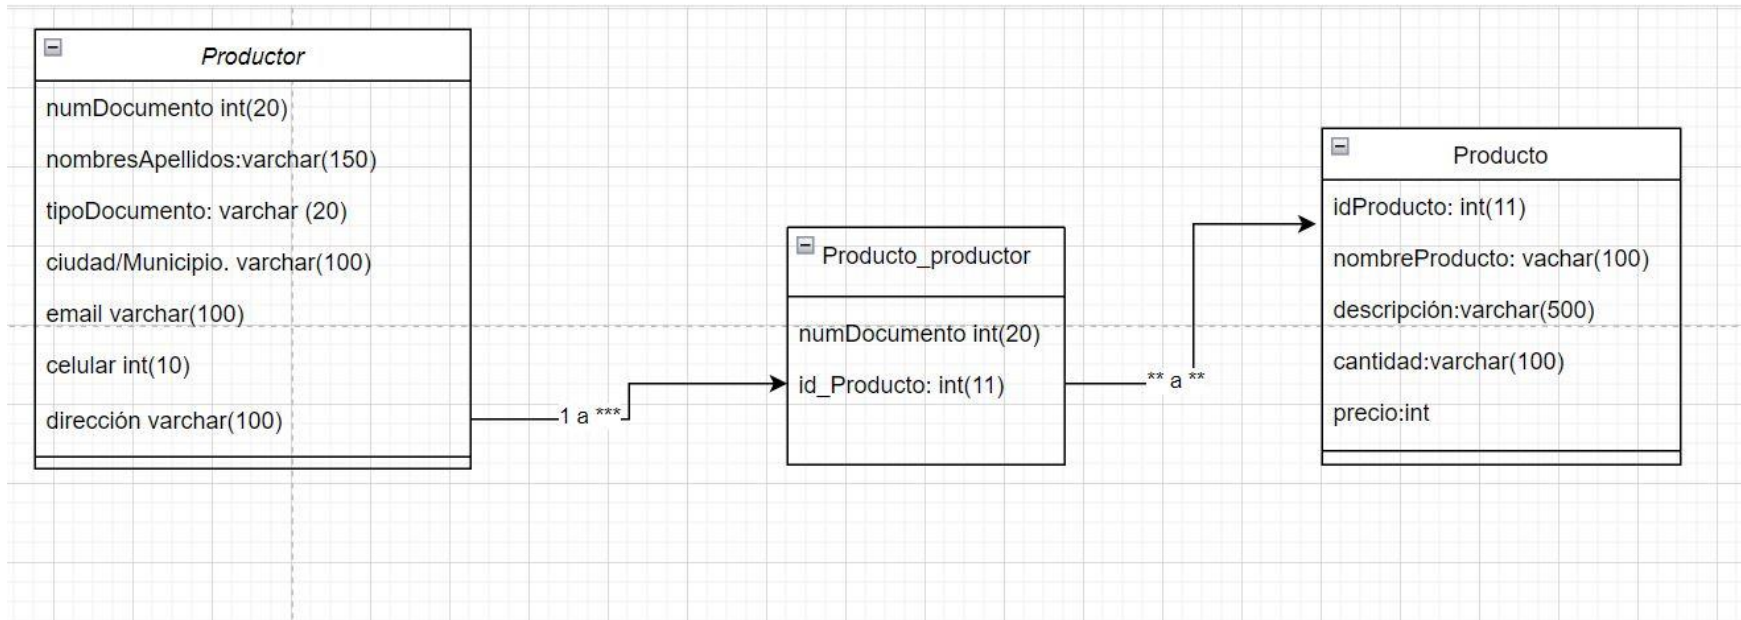 Productor
numDocumento int(20)
nombresApellidos:varchar(150)
tipoDocumento: varchar (20)
ciudad/Municipio. varchar(100)
email varchar(100)
celular int(10)
dirección varchar(100)
1 a ***
Producto_productor
numDocumento int(20)
id_Producto: int(11)
** a **
Producto
idProducto: int(11)
nombreProducto: vachar(100)
descripción:varchar(500)
cantidad:varchar(100)
precio:int